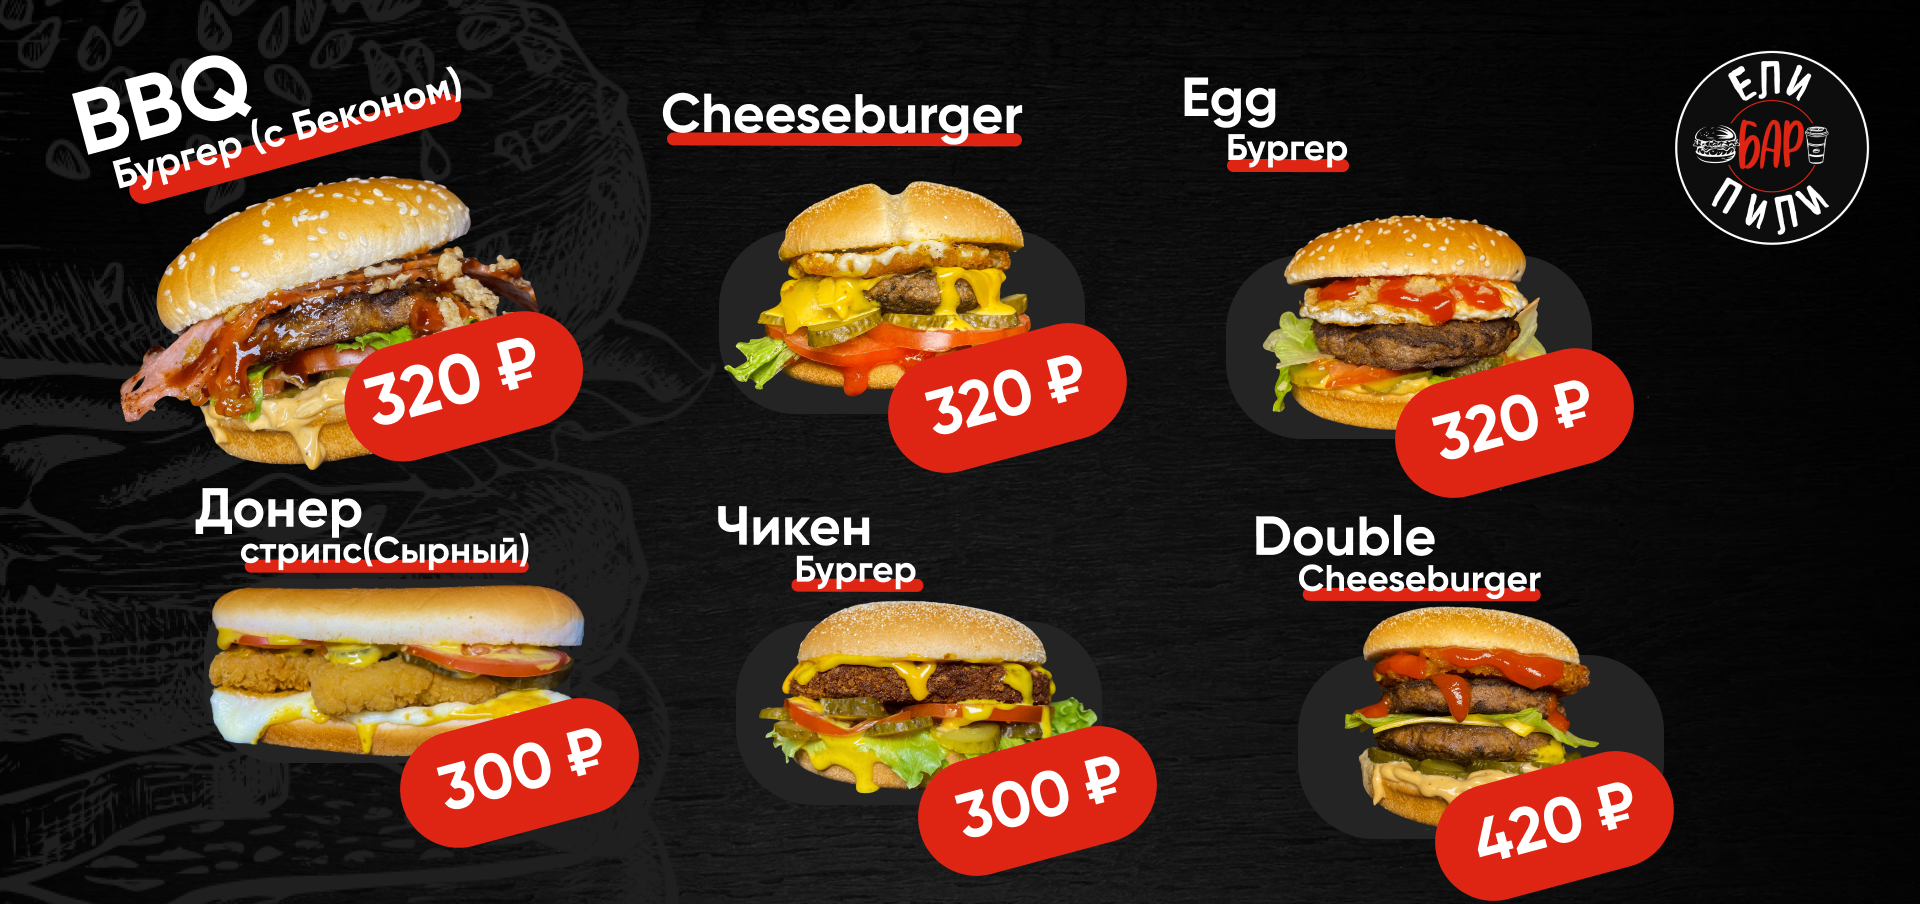 BBQ
Бургер (с Беконом)
320 ₽
Cheeseburger
320 ₽
Egg
Бургер
320 ₽
ЕЛИ
БАР
ПИЛИ
Донер
стрипс(Сырный)
300 ₽
Чикен
Бургер
300 ₽
Double
Cheeseburger
420 ₽